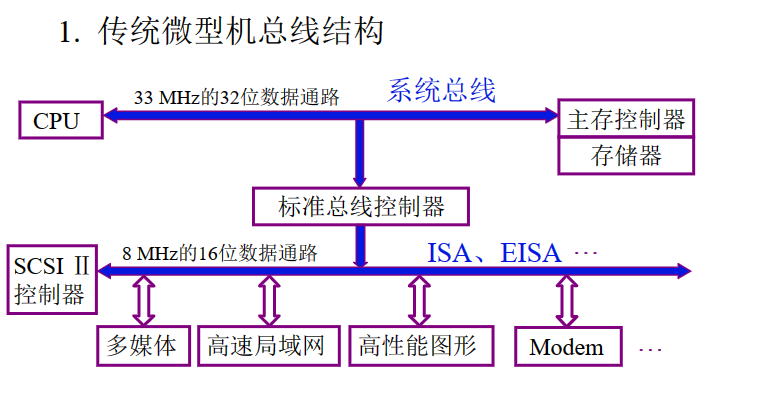 1. 传统微型机总线结构
33 MHz的32位数据通路
系统总线
CPU
主存控制器
存储器
标准总线控制器
8 MHz的16位数据通路
ISA、EISA …
SCSI Ⅱ
控制器
多媒体
高速局域网
高性能图形
Modem
…